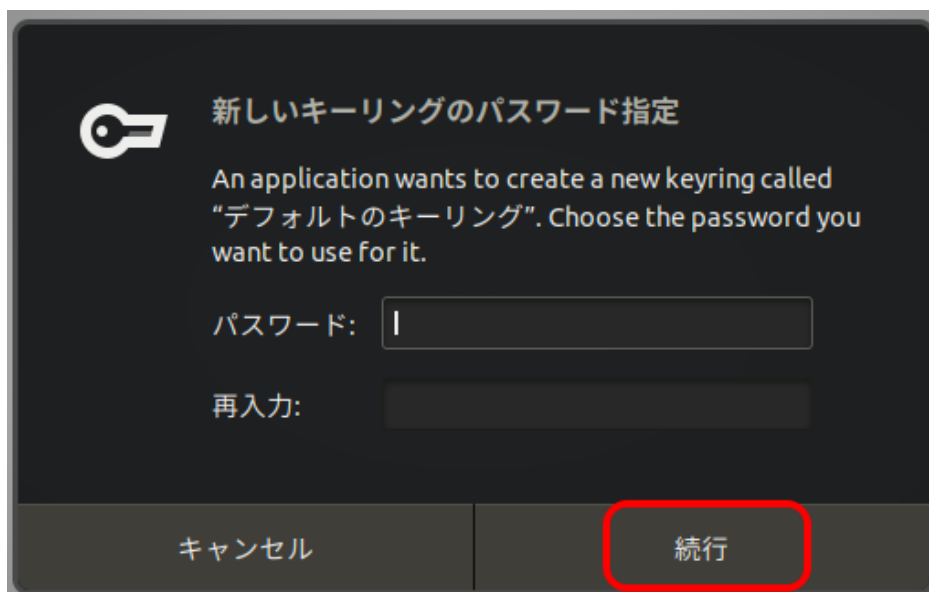 新しいキーリングのパスワード指定
An application wants to create a new keyring called
“デフォルトのキーリング”. Choose the password you
want to use for it.
パスワード:
再入力:
キャンセル
続行